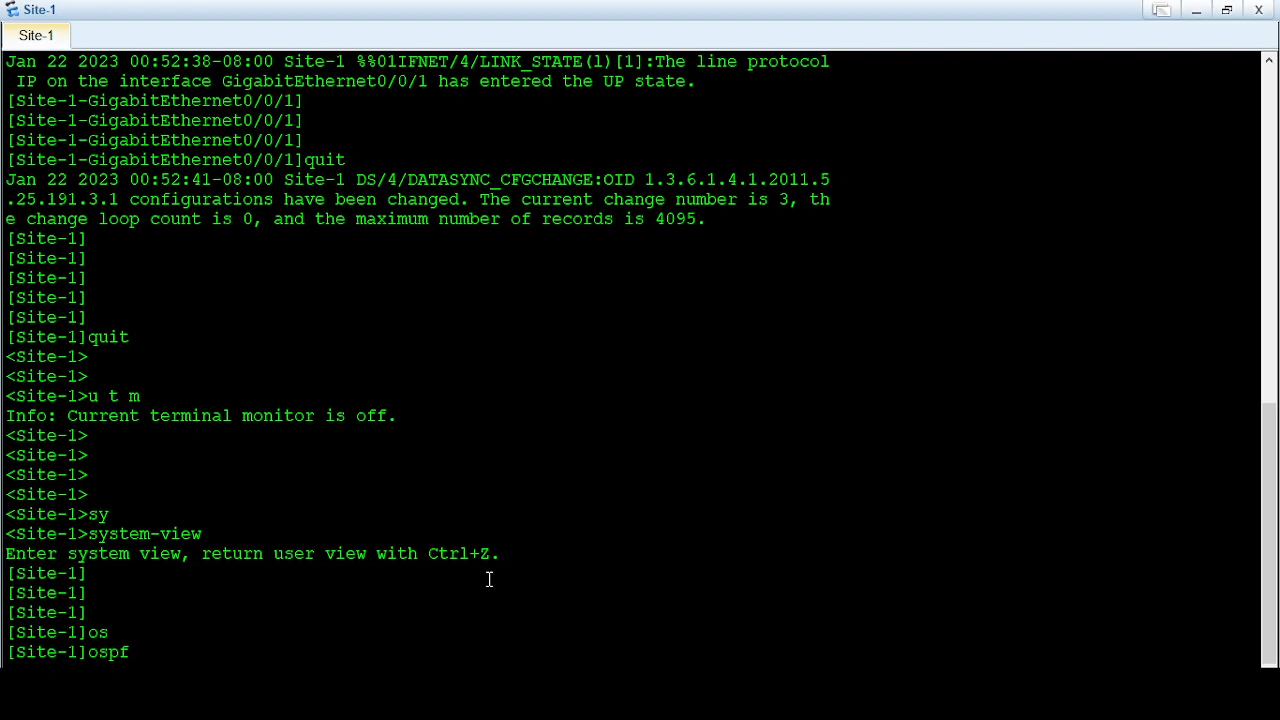 Site-1
X
Site-1
Jan 22 2023 00:52:38-08:00 Site-1 %%01IFNET/4/LINK_STATE(l)[1]:The line protocol
IP on the interface GigabitEthernet0/0/1 has entered the UP state.
[Site-1-GigabitEthernet0/0/1]
[Site-1-GigabitEthernet0/0/1]
[Site-1-GigabitEthernet0/0/1]
[Site-1-GigabitEthernet0/0/1]quit
Jan 22 2023 00:52:41-08:00 Site-1 DS/4/DATASYNC_CFGCHANGE:OID 1.3.6.1.4.1.2011.5
.25.191.3.1 configurations have been changed. The current change number is 3, th
e change loop count is 0, and the maximum number of records is 4095.
[Site-1]
[Site-1]
[Site-1]
[Site-1]
[Site-1]
[Site-1]quit
<Site-1>
<Site-1>
<Site-1>u t m
Info: Current terminal monitor is off.
<Site-1>
<Site-1>
<Site-1>
<Site-1>
<Site-1>sy
<Site-1>system-view
Enter system view, return user view with Ctrl+Z.
[Site-1]
[Site-1]
[Site-1]
[Site-1]os
[Site-1]ospf